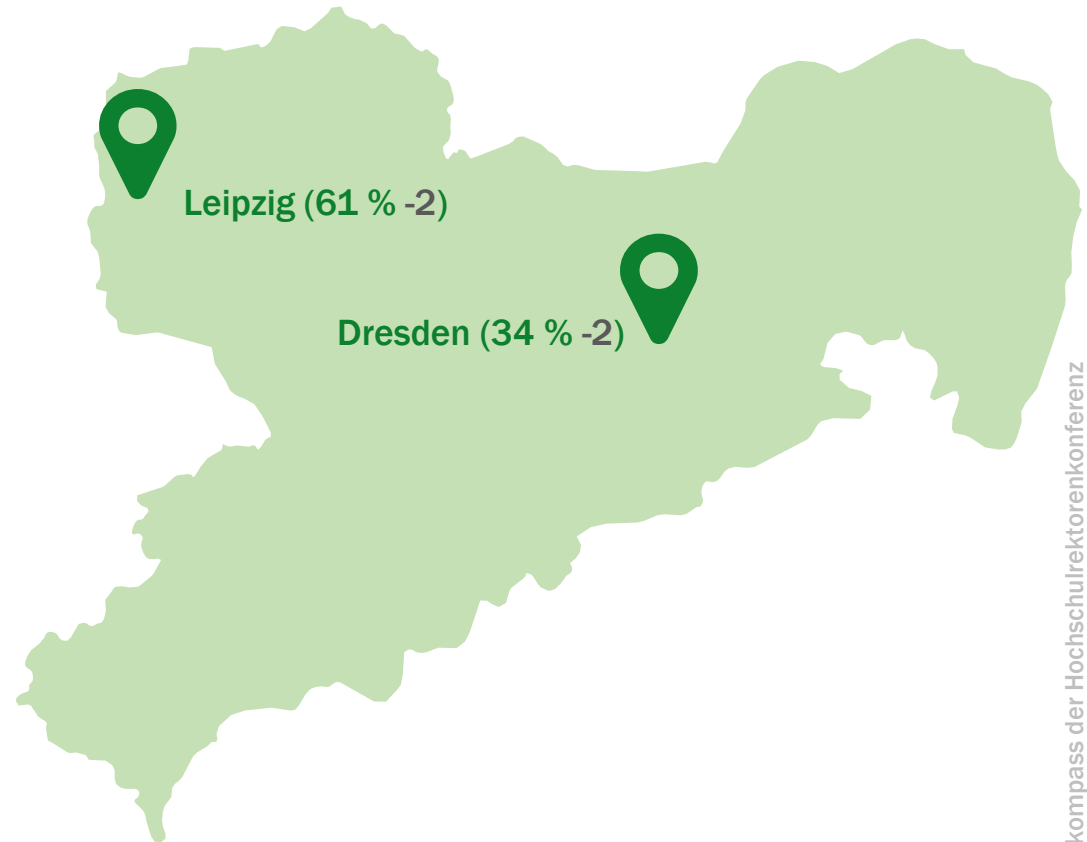 Leipzig (61 % -2)
Dresden (34 % -2)
kompass der Hochschulrektorenkonferenz